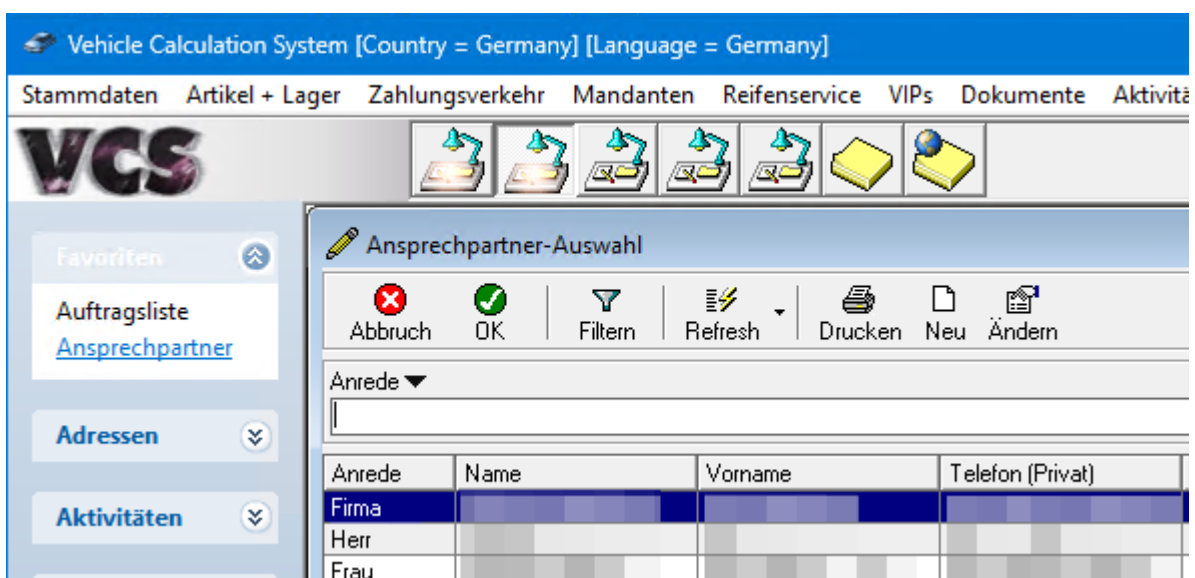 Vehicle Calculation System [Country = Germany] [Language = Germany]
Stammdaten Artikel + Lager Zahlungsverkehr Mandanten Reifenservice VIPs Dokumente Aktivitä
VCS
Favoriten
Auftragsliste
Ansprechpartner
Adressen
Aktivitäten
Ansprechpartner-Auswahl
Abbruch OK Filtern Refresh Drucken Neu Ändern
Anrede
Anrede Name Vorname Telefon (Privat)
Firma
Herr
Frau